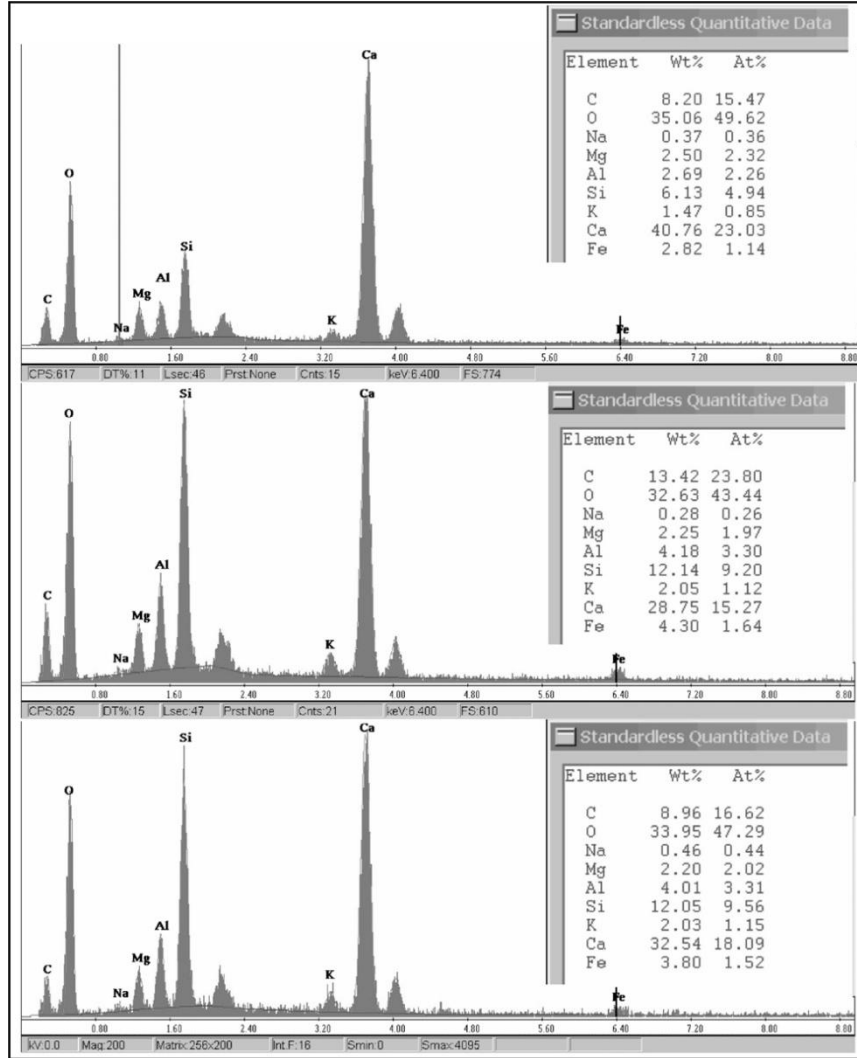 Standardless Quantitative Data
Element Wt% At%
C 8.20 15.47
O 35.06 49.62
Na 0.37 0.36
Mg 2.50 2.32
Al 2.69 2.26
Si 6.13 4.94
K 1.47 0.85
Ca 40.76 23.03
Fe 2.82 1.14
Ca
O
Si
Al
Mg
C
Na
K
Fe
0.80 1.60 2.40 3.20 4.00 5.60 6.40 7.20 8.00 8.80
CPS:617 DT%:11 Lsec:46 Prst:None Cnts:15 keV:6.400 FS:774
Standardless Quantitative Data
Element Wt% At%
C 13.42 23.80
O 32.63 43.44
Na 0.28 0.26
Mg 2.25 1.97
Al 4.18 3.30
Si 12.14 9.20
K 2.05 1.12
Ca 28.75 15.27
Fe 4.30 1.64
Si
Ca
O
Al
C
Mg
Na
K
Fe
0.80 1.60 2.40 3.20 4.00 5.60 6.40 7.20 8.00 8.80
CPS:825 DT%:15 Lsec:47 Prst:None Cnts:21 keV:6.400 FS:610
Standardless Quantitative Data
Element Wt% At%
C 8.96 16.62
O 33.95 47.29
Na 0.46 0.44
Mg 2.20 2.02
Al 4.01 3.31
Si 12.05 9.56
K 2.03 1.15
Ca 32.54 18.09
Fe 3.80 1.52
Ca
Si
O
Al
Mg
C
Na
K
Fe
0.80 1.60 2.40 3.20 4.00 5.60 6.40 7.20 8.00 8.80
kV:0.0 Mag:200 Matrix:256x200 Int.F:16 Smin:0 Smax:4095